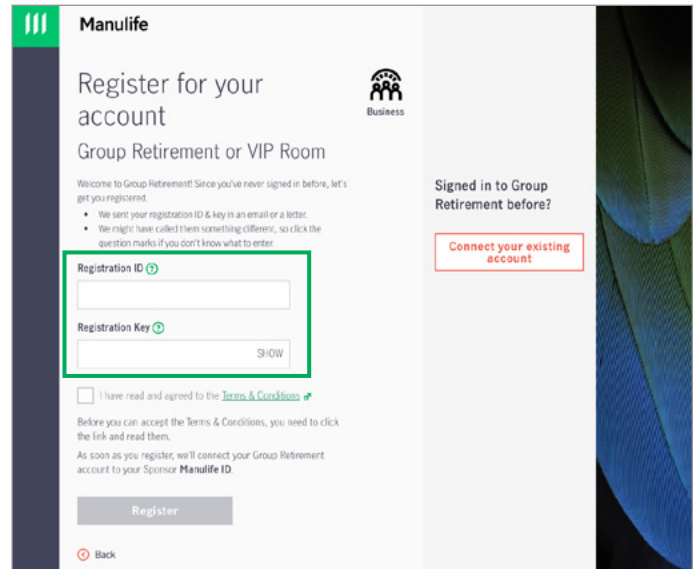 Manulife
Register for your
account
Business
Group Retirement or VIP Room
Welcome to Group Retirement! Since you've never signed in before, let's
get you registered.
• We sent your registration ID & key in an email or a letter.
• We might have called them something different, so click the
question marks if you don't know what to enter.
Registration ID ?
Registration Key ?
SHOW
I have read and agreed to the Terms & Conditions
Before you can accept the Terms & Conditions, you need to click
the link and read them.
As soon as you register, we'll connect your Group Retirement
account to your Sponsor Manulife ID.
Register
Back
Signed in to Group
Retirement before?
Connect your existing
account